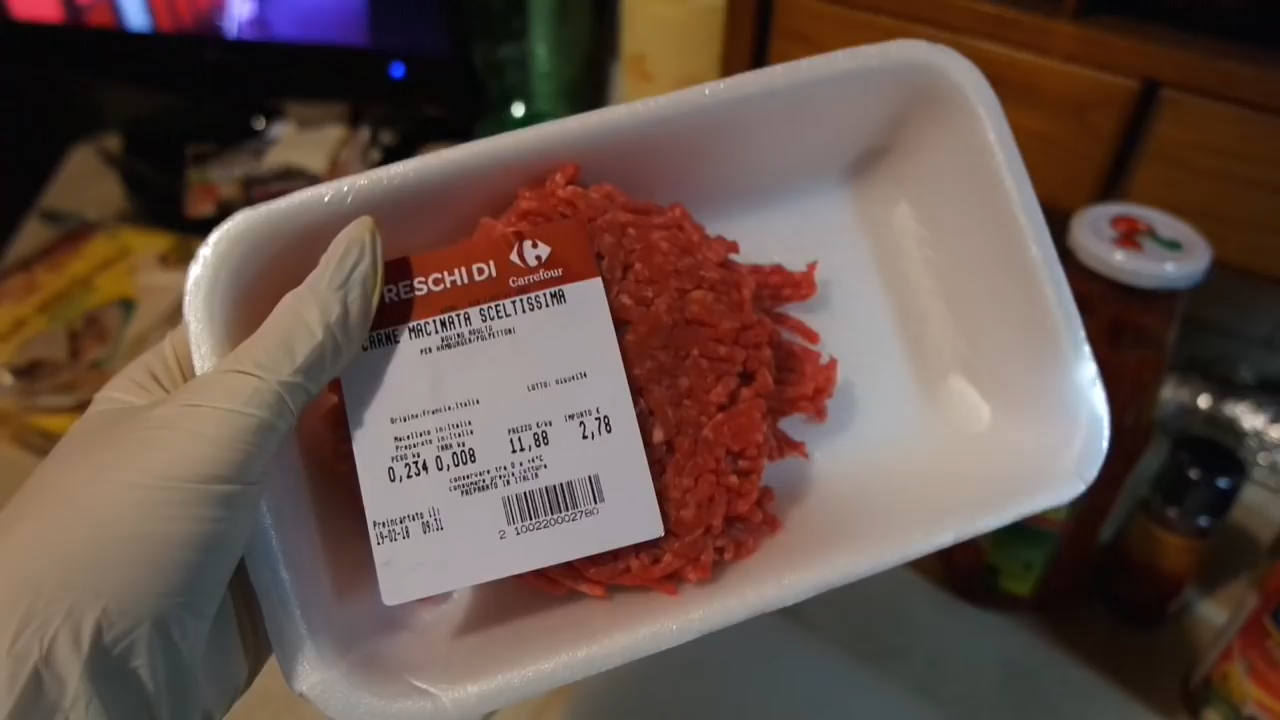 RESCHI DI
Carrefour
CARNE MACINATA SCELTISSIMA
BOVINO ADULTO
PER HAMBURGER/POLPETTONI
LOTTO: 01604134
Origine:Francia,Italia
Macellato in:Italia
Preparato in:Italia
PESO kg TARA kg PREZZO €/kg IMPORTO €
0,234 0,008 11,88 2,78
conservare tra 0 e +4°C
consumare previa cottura
PREPARATO IN ITALIA
Preincartato il:
19-02-18 09:31
2 100220002780